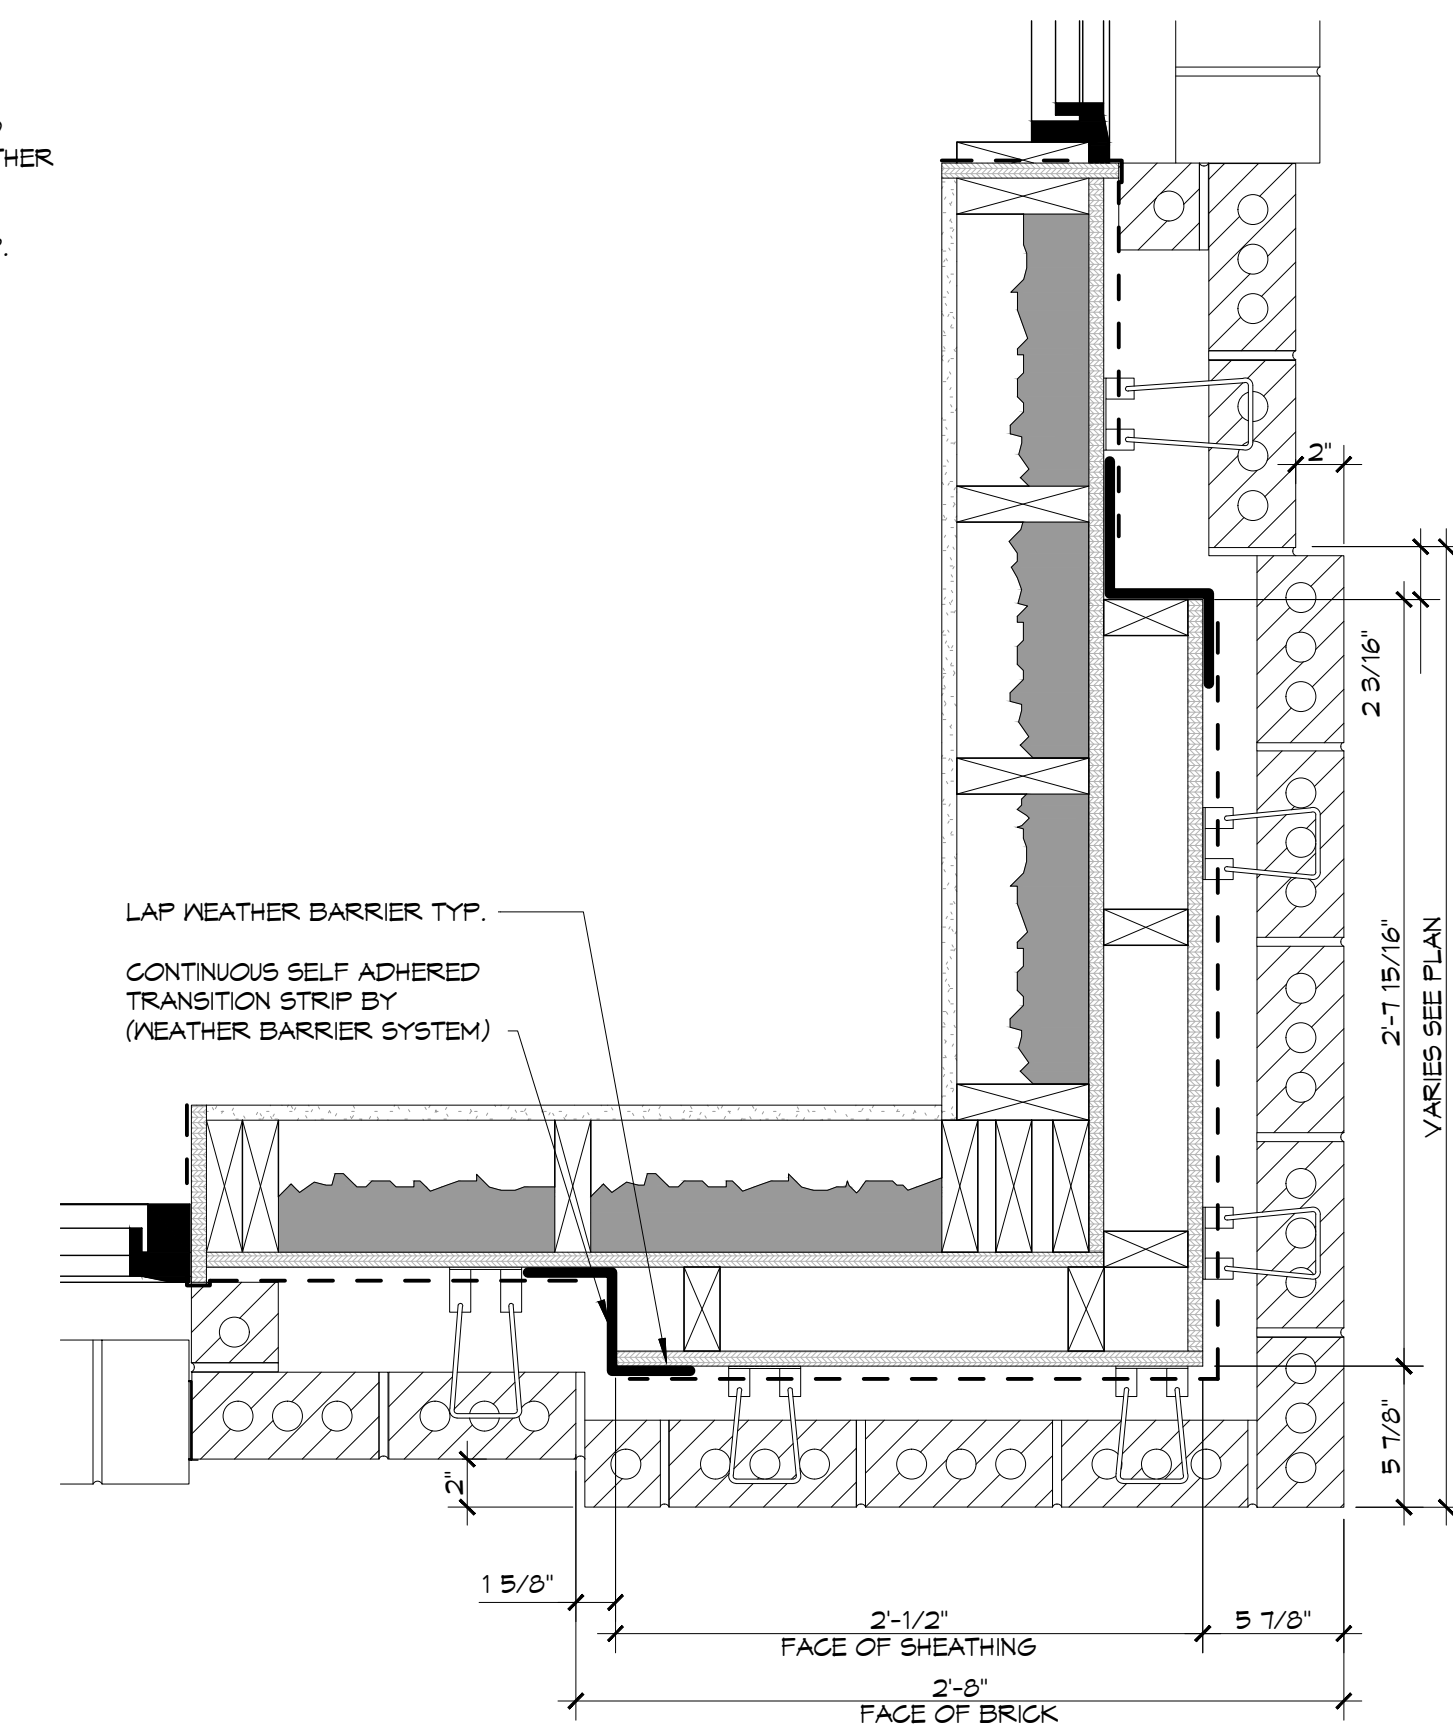 THER
2"
2 3/16"
LAP WEATHER BARRIER TYP.
CONTINUOUS SELF ADHERED
TRANSITION STRIP BY
(WEATHER BARRIER SYSTEM)
2'-7 15/16"
VARIES SEE PLAN
5 7/8"
2"
1 5/8"
2'-1/2"
FACE OF SHEATHING
5 7/8"
2'-8"
FACE OF BRICK